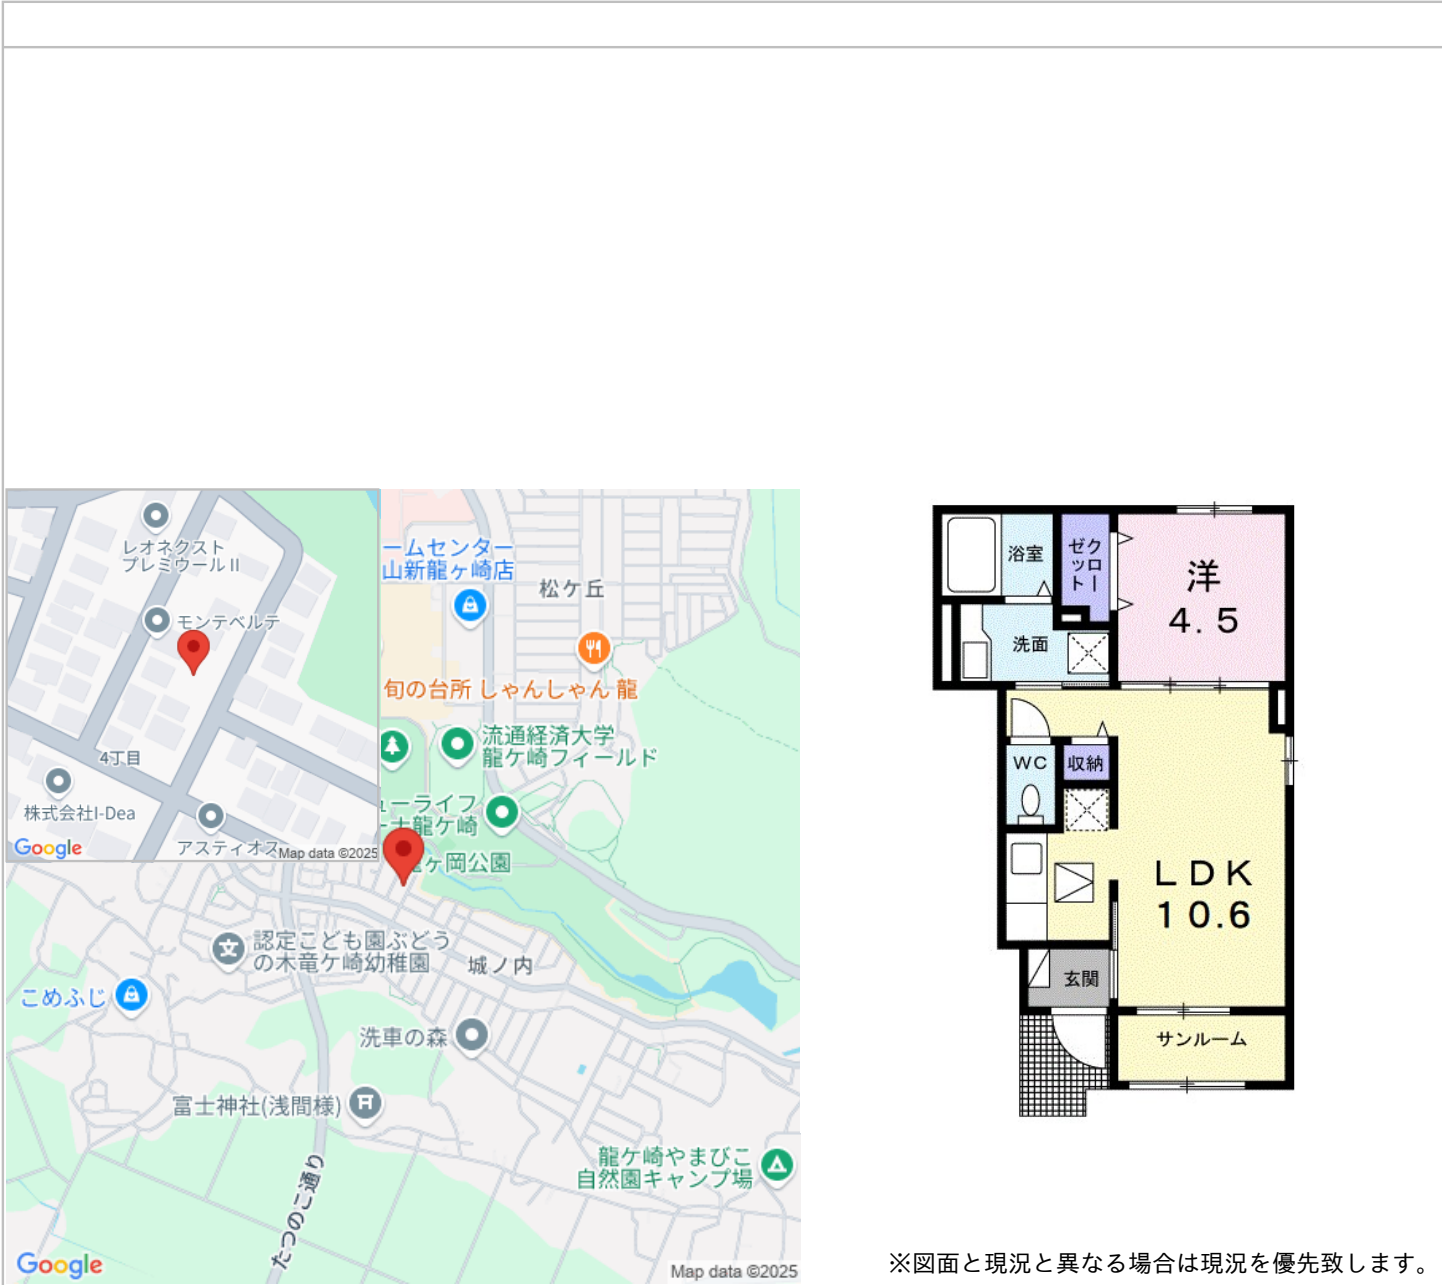 レオネクスト
プレミウールⅡ
モンテベルテ
4丁目
株式会社I-Dea
アスティオス
Google
Map data ©2025
ームセンター
山新龍ヶ崎店
松ケ丘
旬の台所 しゃんしゃん 龍
流通経済大学
龍ケ崎フィールド
ューライフ
ナ龍ケ崎
ヶ岡公園
認定こども園ぶどう
の木竜ケ崎幼稚園
城ノ内
こめふじ
洗車の森
富士神社(浅間様)
龍ケ崎やまびこ
自然園キャンプ場
たつのこ通り
Google
Map data ©2025
浴室
クローゼット
洋
4.5
洗面
WC
収納
LDK
10.6
玄関
サンルーム
※図面と現況と異なる場合は現況を優先致します。